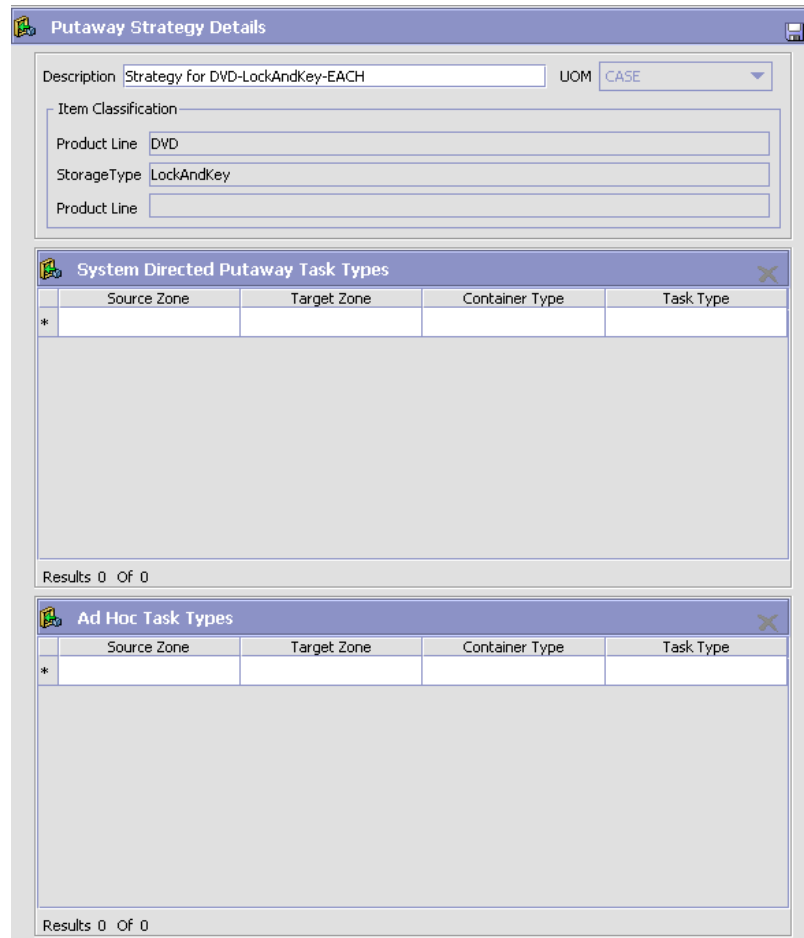 Putaway Strategy Details
Description Strategy for DVD-LockAndKey-EACH UOM CASE
Item Classification
Product Line DVD
StorageType LockAndKey
Product Line
System Directed Putaway Task Types
Source Zone Target Zone Container Type Task Type
*
Results 0 Of 0
Ad Hoc Task Types
Source Zone Target Zone Container Type Task Type
*
Results 0 Of 0